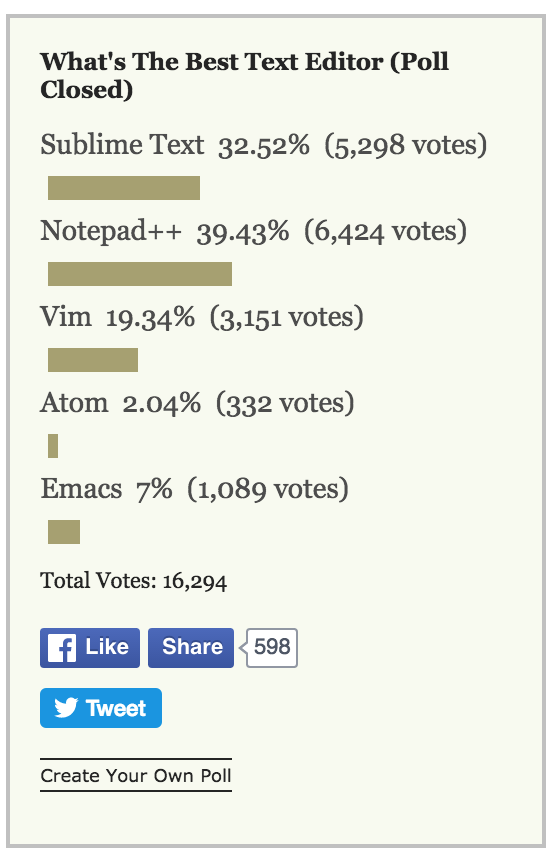 What's The Best Text Editor (Poll
Closed)
Sublime Text 32.52% (5,298 votes)
Notepad++ 39.43% (6,424 votes)
Vim 19.34% (3,151 votes)
Atom 2.04% (332 votes)
Emacs 7% (1,089 votes)
Total Votes: 16,294
Like Share 598
Tweet
Create Your Own Poll